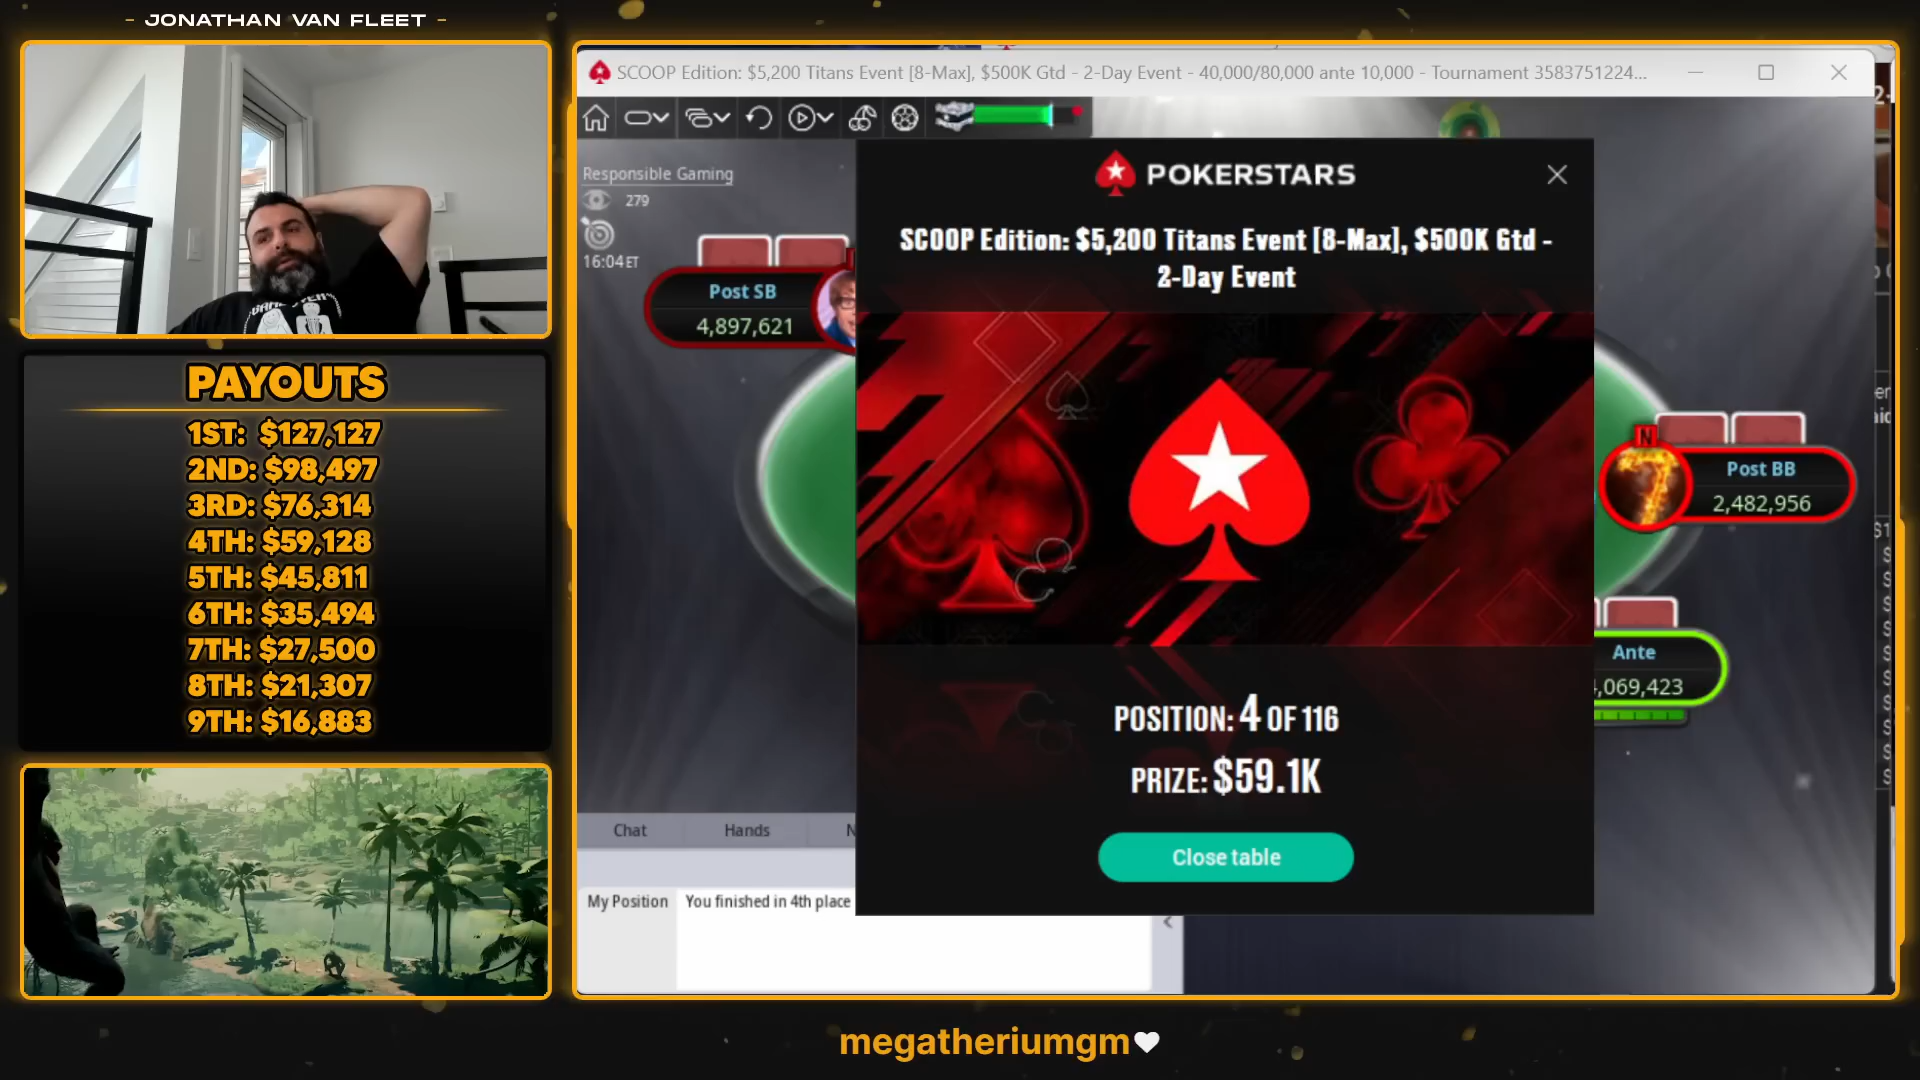 - JONATHAN VAN FLEET -
PAYOUTS
1ST: $127,127
2ND: $98,497
3RD: $76,314
4TH: $59,128
5TH: $45,811
6TH: $35,494
7TH: $27,500
8TH: $21,307
9TH: $16,883
SCOOP Edition: $5,200 Titans Event [8-Max], $500K Gtd - 2-Day Event - 40,000/80,000 ante 10,000 - Tournament 3583751224...
Responsible Gaming
279
16:04 ET
Post SB
4,897,621
POKERSTARS
SCOOP Edition: $5,200 Titans Event [8-Max], $500K Gtd -
2-Day Event
N
Post BB
2,482,956
Ante
,069,423
POSITION: 4 OF 116
PRIZE: $59.1K
Close table
Chat
Hands
N
My Position
You finished in 4th place
megatheriumgm